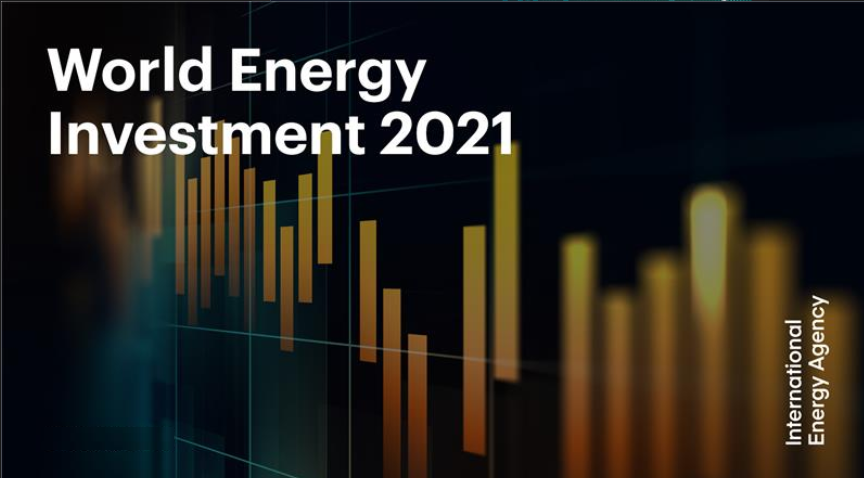 World Energy
Investment 2021
International
Energy Agency